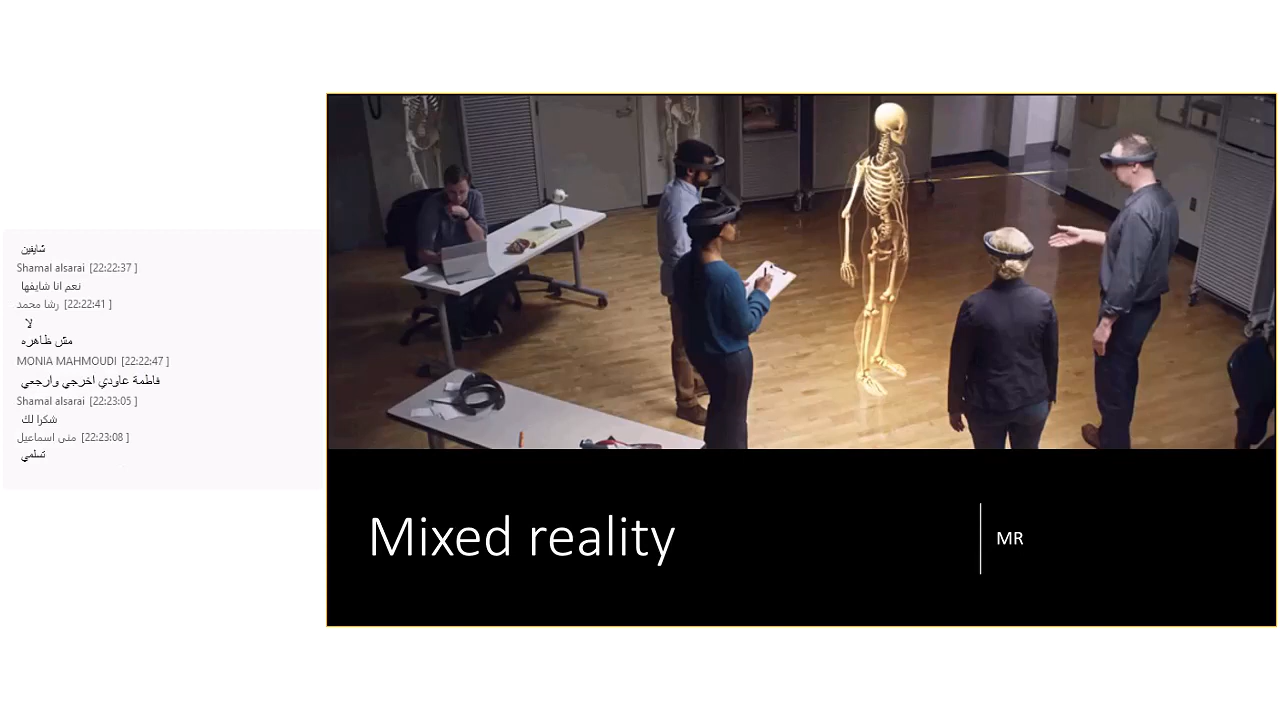 شايفين
Shamal alsarai [22:22:37 ]
نعم انا شايفها
رشا محمد [22:22:41 ]
لا
مش ظاهره
MONIA MAHMOUDI [22:22:47 ]
فاطمة عاودي اخرجي وارجعي
Shamal alsarai [22:23:05 ]
شكرا لك
منى اسماعيل [22:23:08 ]
تسلمي
Mixed reality
MR